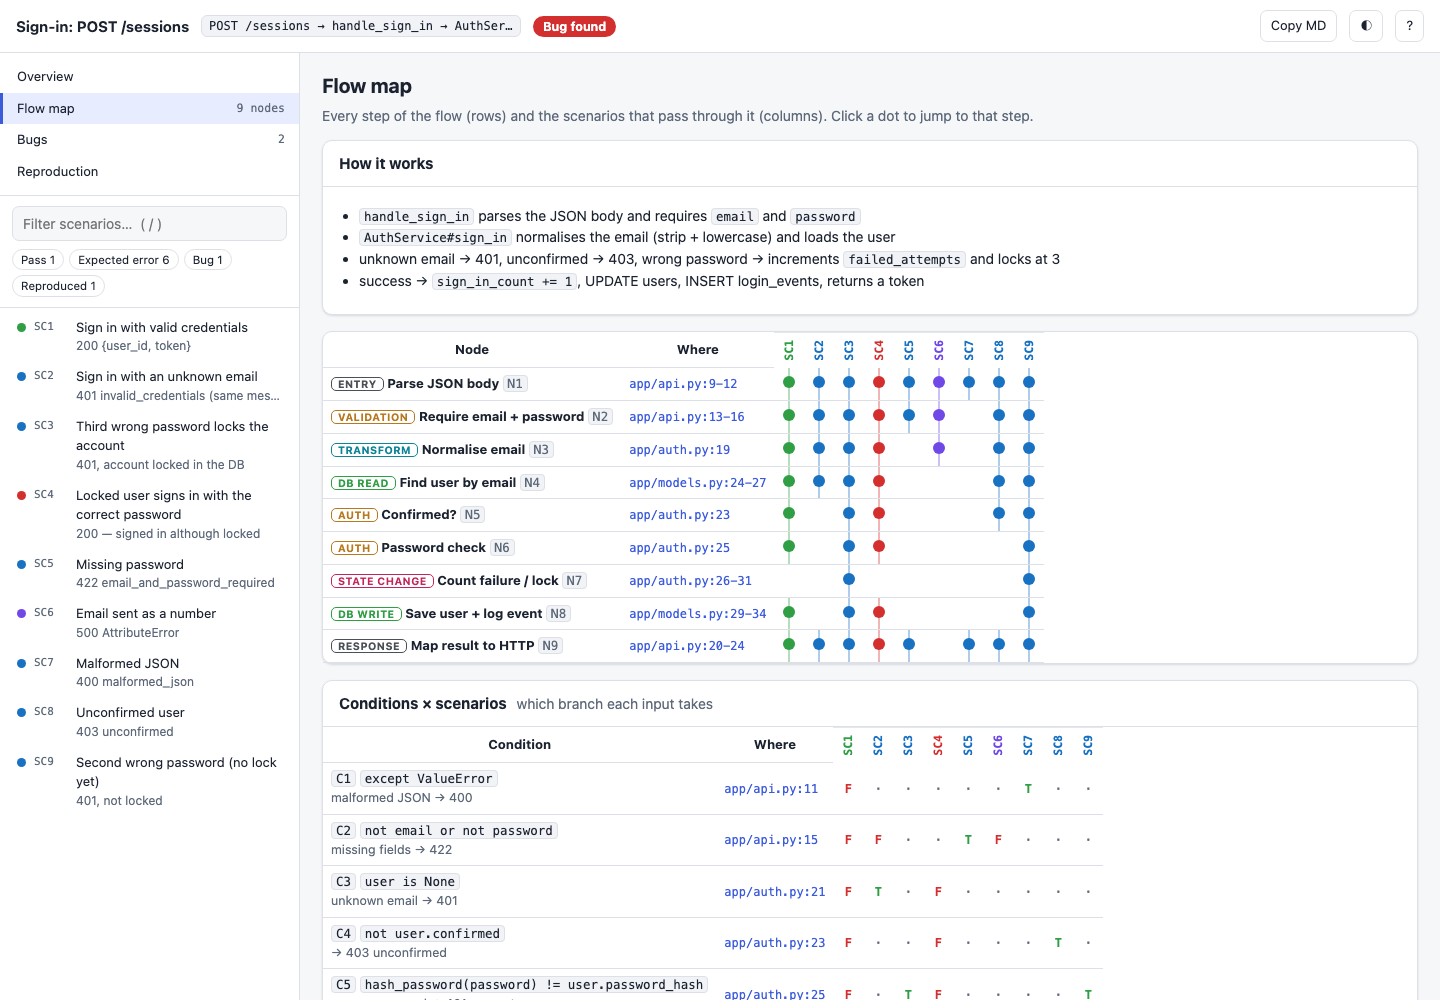 Sign-in: POST /sessions
POST /sessions → handle_sign_in → AuthSer…
Bug found
Copy MD
?
Overview
Flow map 9 nodes
Bugs 2
Reproduction
Filter scenarios… ( / )
Pass 1 Expected error 6 Bug 1
Reproduced 1
SC1 Sign in with valid credentials
200 {user_id, token}
SC2 Sign in with an unknown email
401 invalid_credentials (same mes…
SC3 Third wrong password locks the
account
401, account locked in the DB
SC4 Locked user signs in with the
correct password
200 — signed in although locked
SC5 Missing password
422 email_and_password_required
SC6 Email sent as a number
500 AttributeError
SC7 Malformed JSON
400 malformed_json
SC8 Unconfirmed user
403 unconfirmed
SC9 Second wrong password (no lock
yet)
401, not locked
Flow map
Every step of the flow (rows) and the scenarios that pass through it (columns). Click a dot to jump to that step.
How it works
• handle_sign_in parses the JSON body and requires email and password
• AuthService#sign_in normalises the email (strip + lowercase) and loads the user
• unknown email → 401, unconfirmed → 403, wrong password → increments failed_attempts and locks at 3
• success → sign_in_count += 1, UPDATE users, INSERT login_events, returns a token
Node Where SC1 SC2 SC3 SC4 SC5 SC6 SC7 SC8 SC9
ENTRY Parse JSON body N1 app/api.py:9–12
VALIDATION Require email + password N2 app/api.py:13–16
TRANSFORM Normalise email N3 app/auth.py:19
DB READ Find user by email N4 app/models.py:24–27
AUTH Confirmed? N5 app/auth.py:23
AUTH Password check N6 app/auth.py:25
STATE CHANGE Count failure / lock N7 app/auth.py:26–31
DB WRITE Save user + log event N8 app/models.py:29–34
RESPONSE Map result to HTTP N9 app/api.py:20–24
Conditions × scenarios which branch each input takes
Condition Where SC1 SC2 SC3 SC4 SC5 SC6 SC7 SC8 SC9
C1 except ValueError app/api.py:11 F · · · · · T · ·
malformed JSON → 400
C2 not email or not password app/api.py:15 F F · · T F · · ·
missing fields → 422
C3 user is None app/auth.py:21 F T · F · · · · ·
unknown email → 401
C4 not user.confirmed app/auth.py:23 F · · F · · · T ·
→ 403 unconfirmed
C5 hash_password(password) != user.password_hash app/auth.py:25 F · T F · · · · T